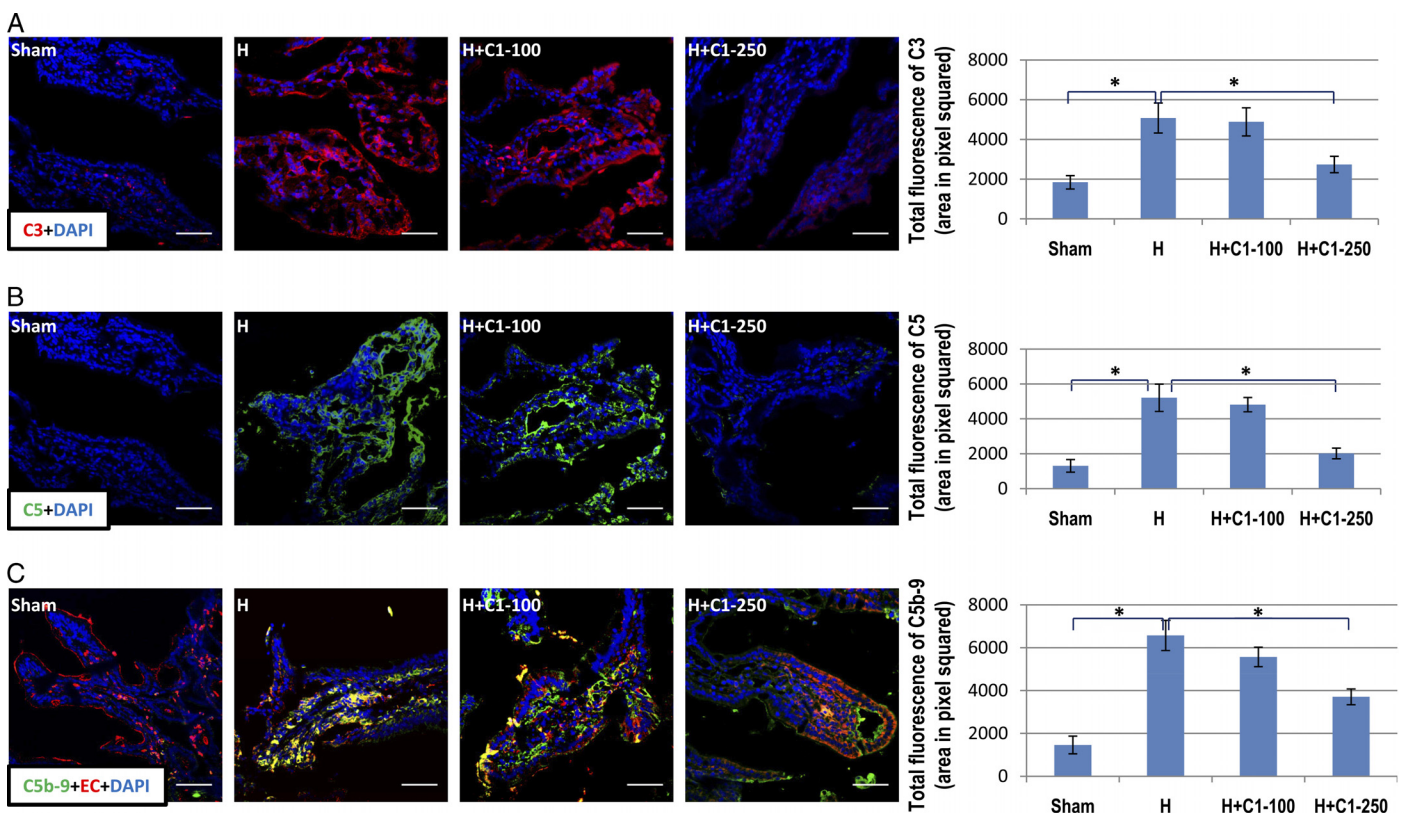 A
Sham
H
H+C1-100
H+C1-250
C3+DAPI
Total fluorescence of C3
(area in pixel squared)
8000
6000
4000
2000
0
*
*
Sham
H
H+C1-100
H+C1-250
B
Sham
H
H+C1-100
H+C1-250
C5+DAPI
Total fluorescence of C5
(area in pixel squared)
8000
6000
4000
2000
0
*
*
Sham
H
H+C1-100
H+C1-250
C
Sham
H
H+C1-100
H+C1-250
C5b-9+EC+DAPI
Total fluorescence of C5b-9
(area in pixel squared)
8000
6000
4000
2000
0
*
*
Sham
H
H+C1-100
H+C1-250